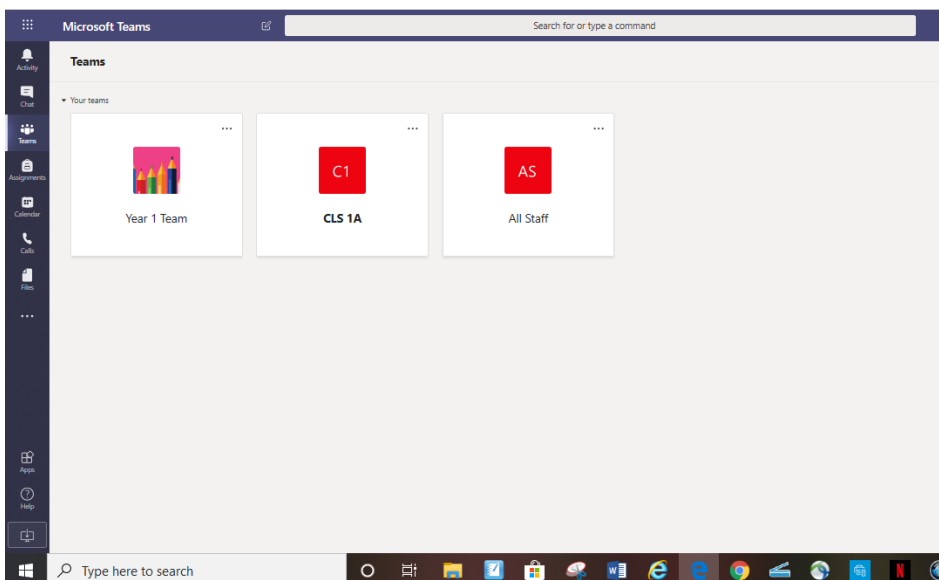 Microsoft Teams
Search for or type a command
Activity
Teams
Chat
Your teams
Teams
Assignments
Calendar
Calls
Files
...
...
...
...
C1
AS
Year 1 Team
CLS 1A
All Staff
Apps
Help
Type here to search
N